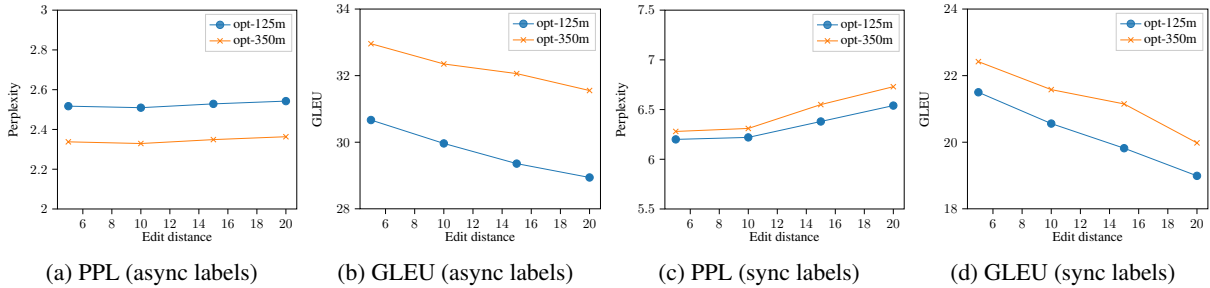 3
2.8
2.6
2.4
2.2
2
Perplexity
6 8 10 12 14 16 18 20
Edit distance
opt-125m
opt-350m
(a) PPL (async labels)
34
32
30
28
GLEU
6 8 10 12 14 16 18 20
Edit distance
opt-125m
opt-350m
(b) GLEU (async labels)
7.5
7
6.5
6
5.5
Perplexity
6 8 10 12 14 16 18 20
Edit distance
opt-125m
opt-350m
(c) PPL (sync labels)
24
22
20
18
GLEU
6 8 10 12 14 16 18 20
Edit distance
opt-125m
opt-350m
(d) GLEU (sync labels)